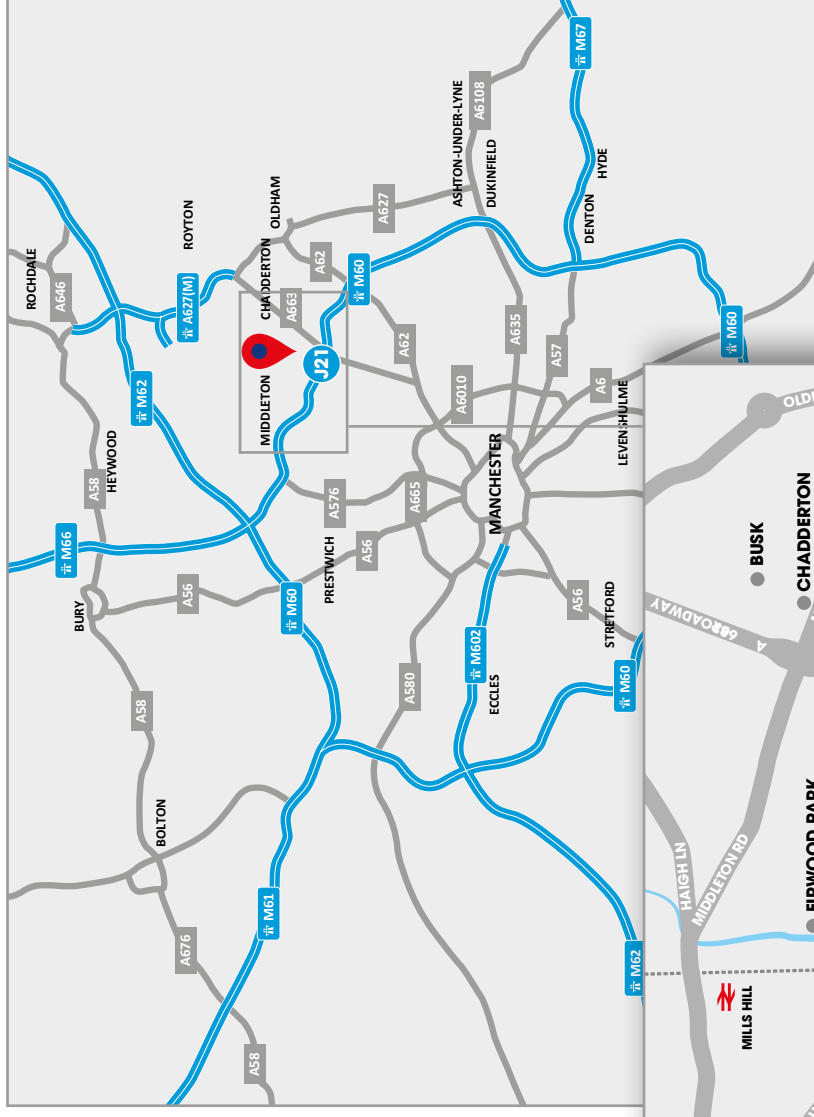 M67
A6108
ASHTON-UNDER-LYNE
DUKINFIELD
HYDE
DENTON
A627
OLDHAM
ROYTON
ROCHDALE
A646
A627(M)
CHADDERTON
A62
M60
A663
J21
MIDDLETON
A62
A635
A57
M60
A6
A6010
LEVENSHULME
M62
HEYWOOD
A58
M66
A576
A665
MANCHESTER
A56
PRESTWICH
BURY
A56
M60
A56
STRETFORD
M602
ECCLES
A580
M60
A58
BOLTON
M61
A676
A58
M62
BUSK
CHADDERTON
BROADWAY
A
HAIGH LN
MIDDLETON RD
FIRWOOD PARK
MILLS HILL